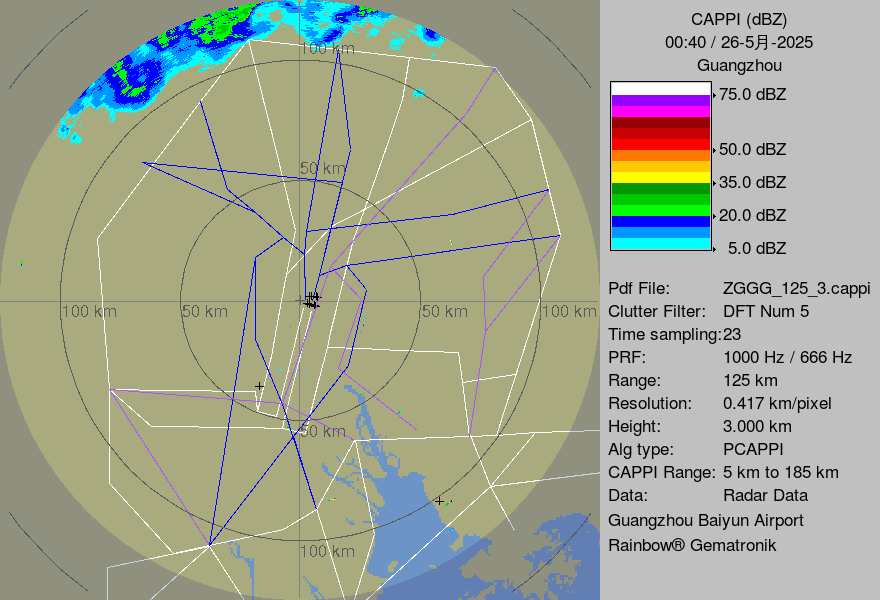 CAPPI (dBZ)
00:40 / 26-5月-2025
Guangzhou
75.0 dBZ
50.0 dBZ
35.0 dBZ
20.0 dBZ
5.0 dBZ
Pdf File: ZGGG_125_3.cappi
Clutter Filter: DFT Num 5
Time sampling:23
PRF: 1000 Hz / 666 Hz
Range: 125 km
Resolution: 0.417 km/pixel
Height: 3.000 km
Alg type: PCAPPI
CAPPI Range: 5 km to 185 km
Data: Radar Data
Guangzhou Baiyun Airport
Rainbow® Gematronik
100 km
50 km
100 km
50 km
50 km
100 km
50 km
100 km